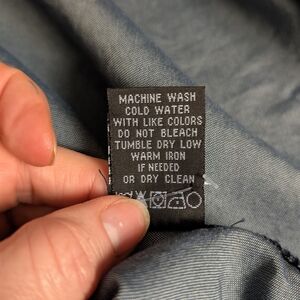 MACHINE WASH
COLD WATER
WITH LIKE COLORS
DO NOT BLEACH
TUMBLE DRY LOW
WARM IRON
IF NEEDED
OR DRY CLEAN